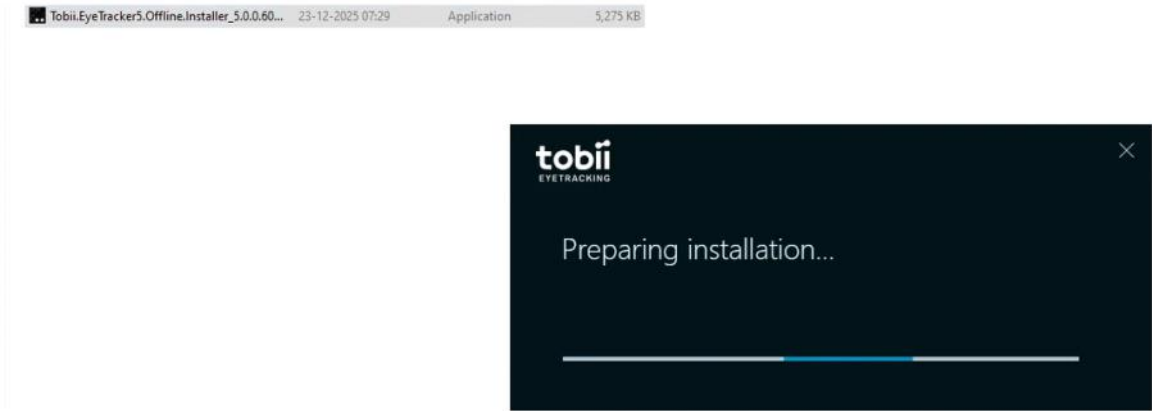 Tobii.EyeTracker5.Offline.Installer_5.0.0.60... 23-12-2025 07:29 Application 5,275 KB
tobii
EYETRACKING
Preparing installation...